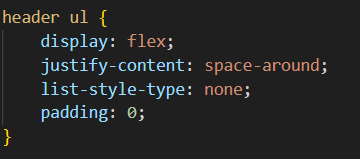 header ul {
    display: flex;
    justify-content: space-around;
    list-style-type: none;
    padding: 0;
}